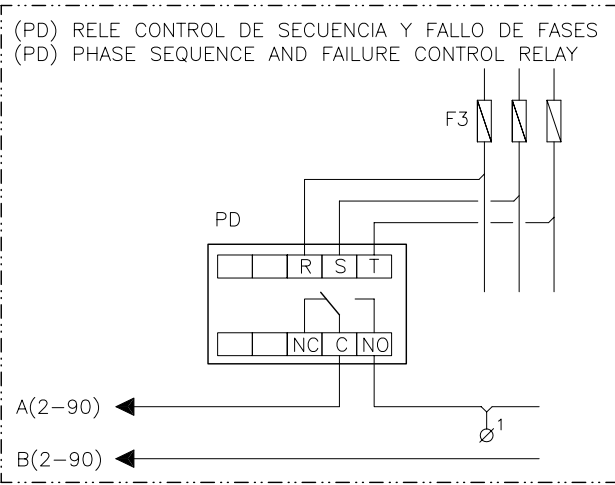 (PD) RELE CONTROL DE SECUENCIA Y FALLO DE FASES
(PD) PHASE SEQUENCE AND FAILURE CONTROL RELAY
F3
PD
R S T
NC C NO
A(2-90)
1
B(2-90)